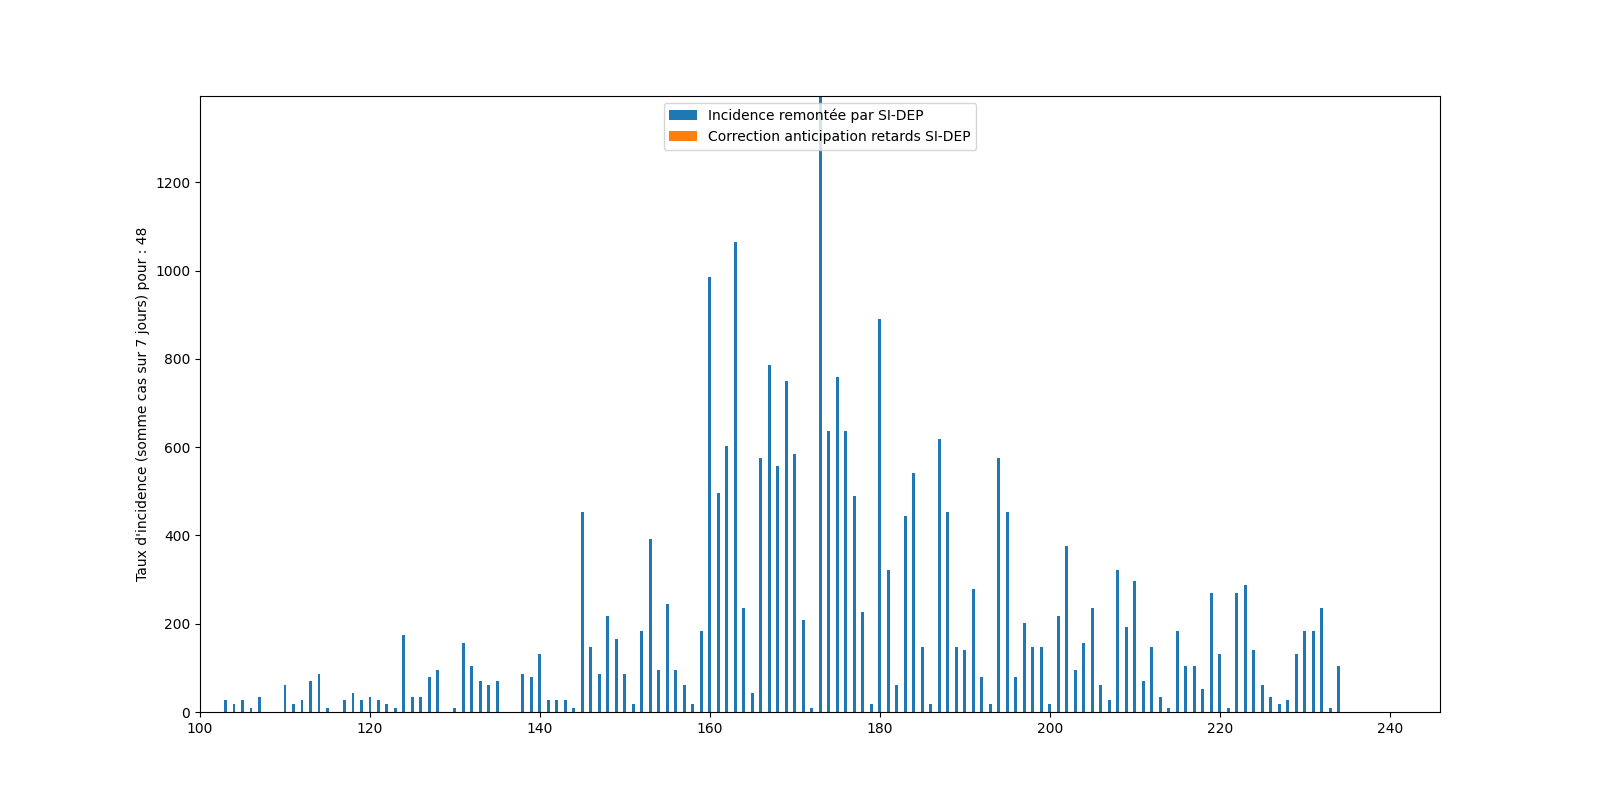 Incidence remontée par SI-DEP
Correction anticipation retards SI-DEP
Taux d'incidence (somme cas sur 7 jours) pour : 48
1200
1000
800
600
400
200
0
100 120 140 160 180 200 220 240